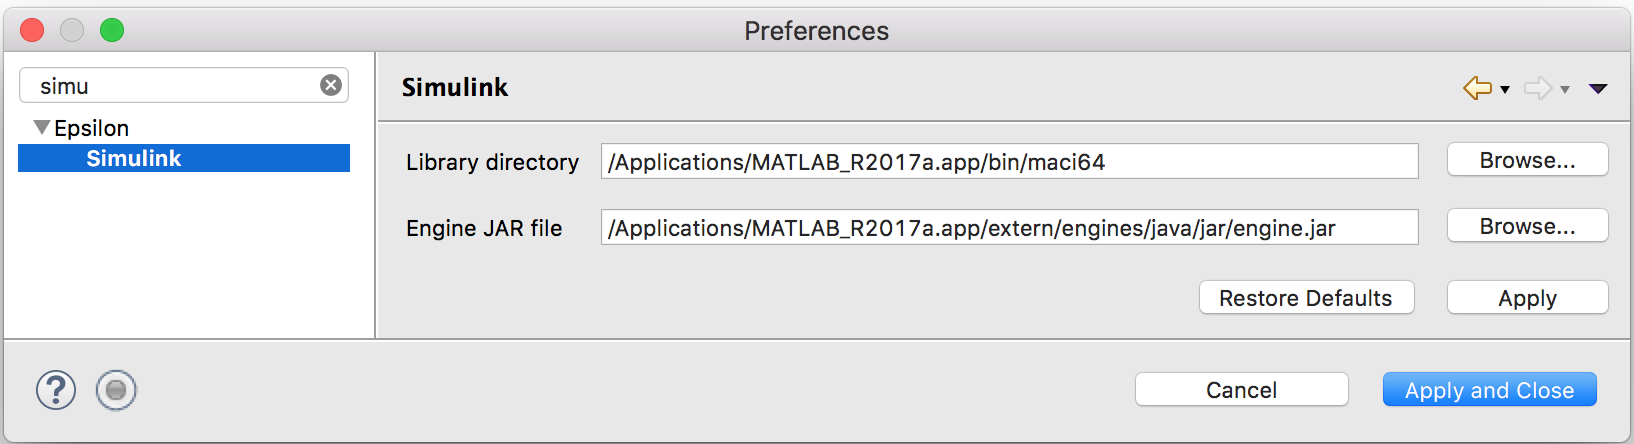 Preferences
simu
Epsilon
Simulink
Simulink
Library directory /Applications/MATLAB_R2017a.app/bin/maci64 Browse...
Engine JAR file /Applications/MATLAB_R2017a.app/extern/engines/java/jar/engine.jar Browse...
Restore Defaults Apply
? Cancel Apply and Close